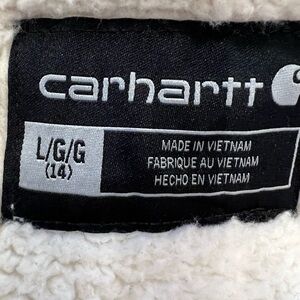 carhartt
L/G/G
(14)
MADE IN VIETNAM
FABRIQUE AU VIETNAM
HECHO EN VIETNAM